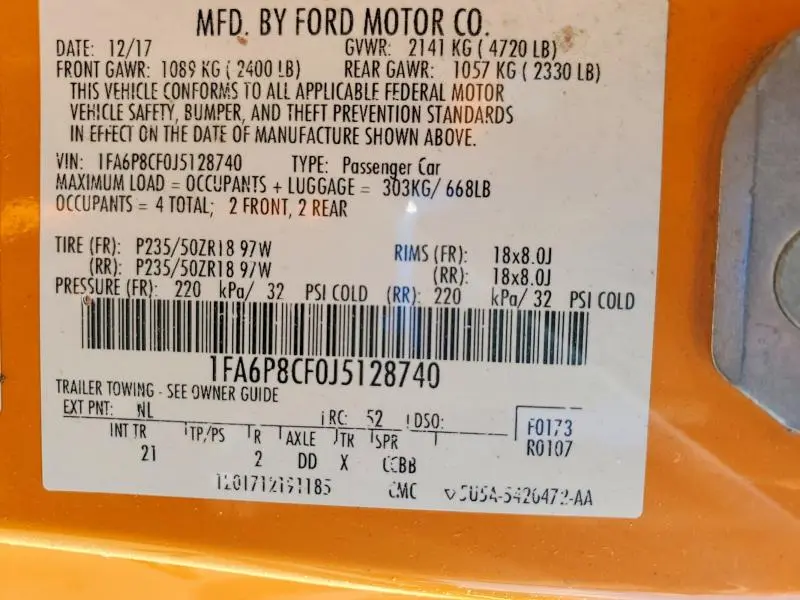 MFD. BY FORD MOTOR CO.
DATE: 12/17 GVWR: 2141 KG ( 4720 LB)
FRONT GAWR: 1089 KG ( 2400 LB) REAR GAWR: 1057 KG ( 2330 LB)
THIS VEHICLE CONFORMS TO ALL APPLICABLE FEDERAL MOTOR
VEHICLE SAFETY, BUMPER, AND THEFT PREVENTION STANDARDS
IN EFFECT ON THE DATE OF MANUFACTURE SHOWN ABOVE.
VIN: 1FA6P8CF0J5128740 TYPE: Passenger Car
MAXIMUM LOAD = OCCUPANTS + LUGGAGE = 303KG/ 668LB
OCCUPANTS = 4 TOTAL; 2 FRONT, 2 REAR
TIRE (FR): P235/50ZR18 97W RIMS (FR): 18x8.0J
(RR): P235/50ZR18 97W (RR): 18x8.0J
PRESSURE (FR): 220 kPa/ 32 PSI COLD (RR): 220 kPa/ 32 PSI COLD
1FA6P8CF0J5128740
TRAILER TOWING - SEE OWNER GUIDE
EXT PNT: NL RC: 52 DSO: F0173
INT TR TP/PS R AXLE TR SPR R0107
21 2 DD X CCBB
CMC